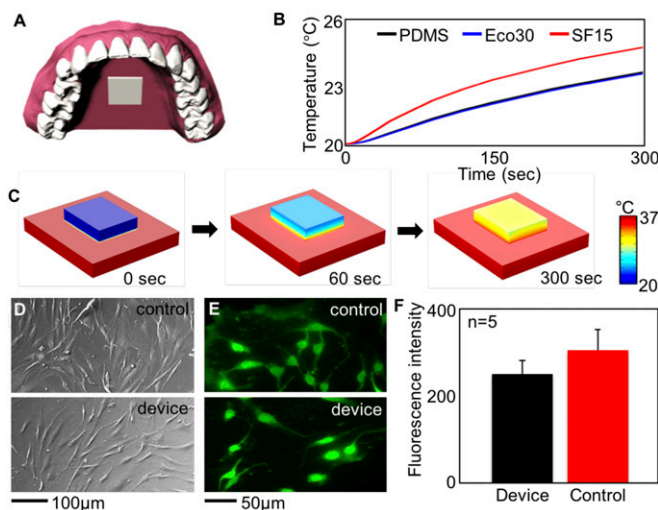 A
B
Temperature (°C)
26
23
20
PDMS Eco30 SF15
0 150 300
Time (sec)
C
0 sec
60 sec
300 sec
°C
37
20
D
control
device
100μm
E
control
device
50μm
F
Fluorescence intensity
400
200
0
n=5
Device Control